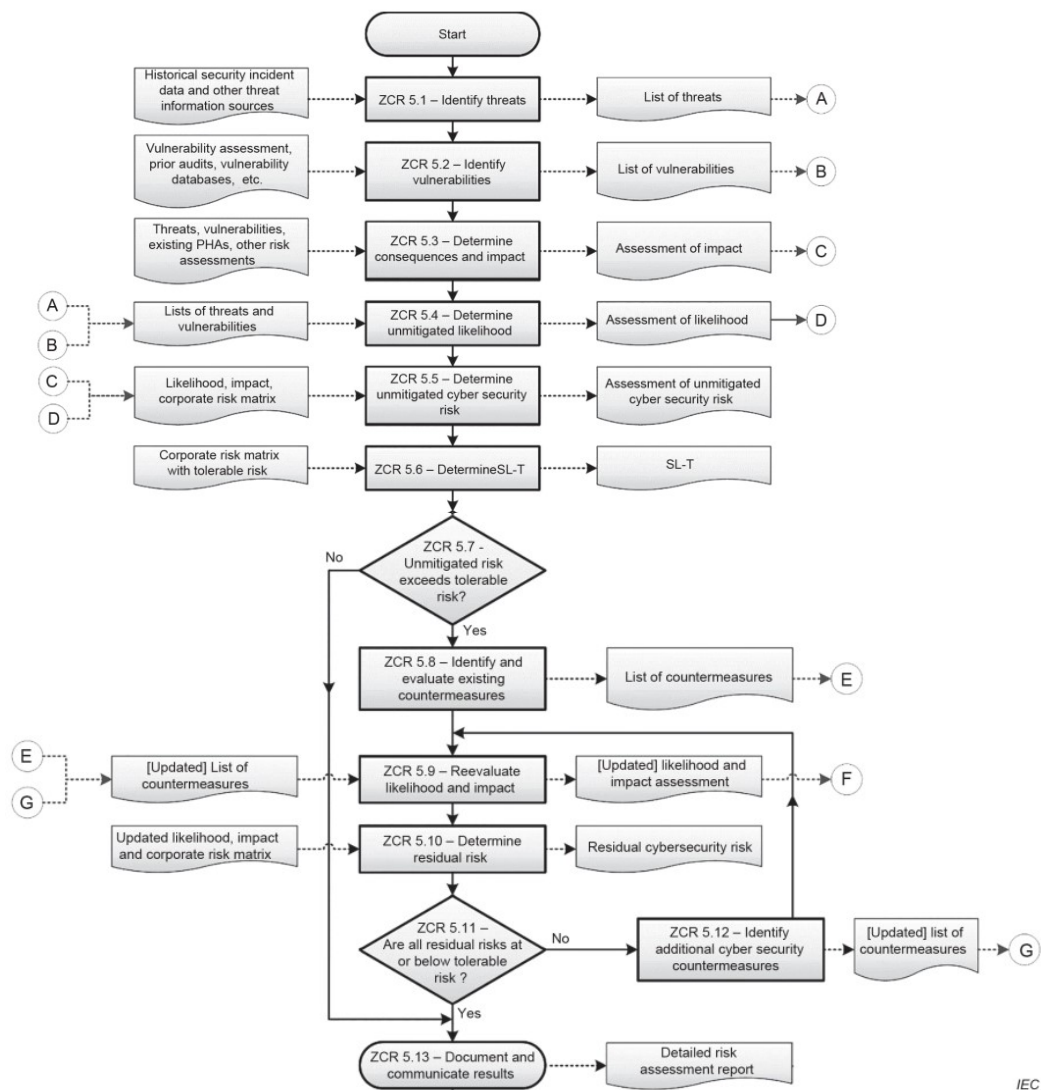 Start
Historical security incident
data and other threat
information sources
ZCR 5.1 – Identify threats
List of threats
A
Vulnerability assessment,
prior audits, vulnerability
databases, etc.
ZCR 5.2 – Identify
vulnerabilities
List of vulnerabilities
B
Threats, vulnerabilities,
existing PHAs, other risk
assessments
ZCR 5.3 – Determine
consequences and impact
Assessment of impact
C
A
B
Lists of threats and
vulnerabilities
ZCR 5.4 – Determine
unmitigated likelihood
Assessment of likelihood
D
C
D
Likelihood, impact,
corporate risk matrix
ZCR 5.5 – Determine
unmitigated cyber security
risk
Assessment of unmitigated
cyber security risk
Corporate risk matrix
with tolerable risk
ZCR 5.6 – DetermineSL-T
SL-T
ZCR 5.7 -
Unmitigated risk
exceeds tolerable
risk?
No
Yes
ZCR 5.8 – Identify and
evaluate existing
countermeasures
List of countermeasures
E
E
G
[Updated] List of
countermeasures
ZCR 5.9 – Reevaluate
likelihood and impact
[Updated] likelihood and
impact assessment
F
Updated likelihood, impact
and corporate risk matrix
ZCR 5.10 – Determine
residual risk
Residual cybersecurity risk
ZCR 5.11 –
Are all residual risks at
or below tolerable
risk ?
No
ZCR 5.12 – Identify
additional cyber security
countermeasures
[Updated] list of
countermeasures
G
Yes
ZCR 5.13 – Document and
communicate results
Detailed risk
assessment report
IEC